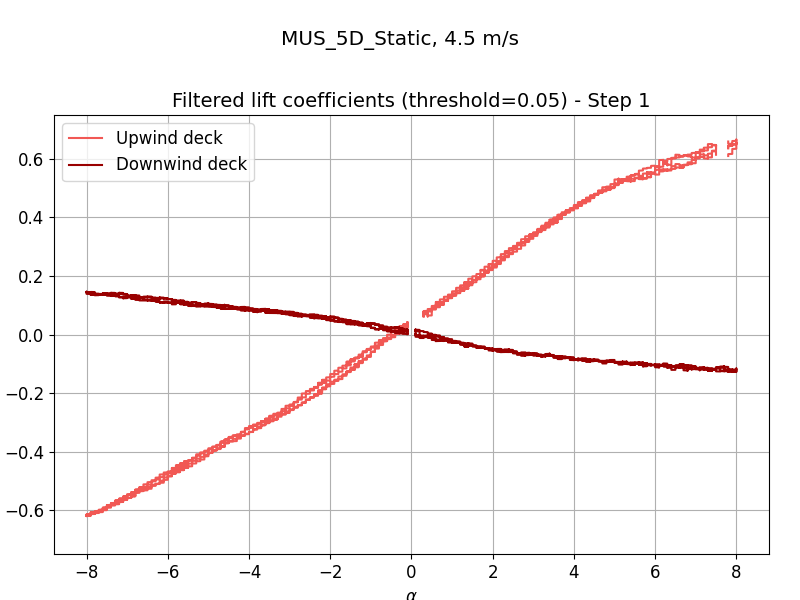 MUS_5D_Static, 4.5 m/s
Filtered lift coefficients (threshold=0.05) - Step 1
Upwind deck
Downwind deck
0.6
0.4
0.2
0.0
−0.2
−0.4
−0.6
−8 −6 −4 −2 0 2 4 6 8
α